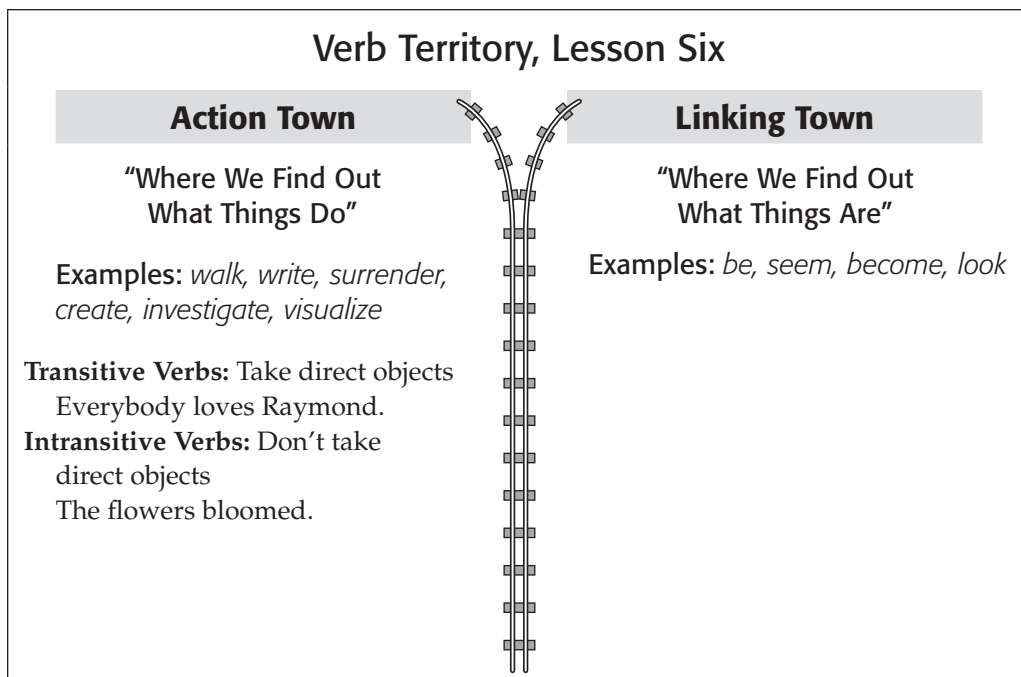 Verb Territory, Lesson Six
Action Town
"Where We Find Out
What Things Do"
Examples: walk, write, surrender,
create, investigate, visualize
Transitive Verbs: Take direct objects
Everybody loves Raymond.
Intransitive Verbs: Don't take
direct objects
The flowers bloomed.
Linking Town
"Where We Find Out
What Things Are"
Examples: be, seem, become, look